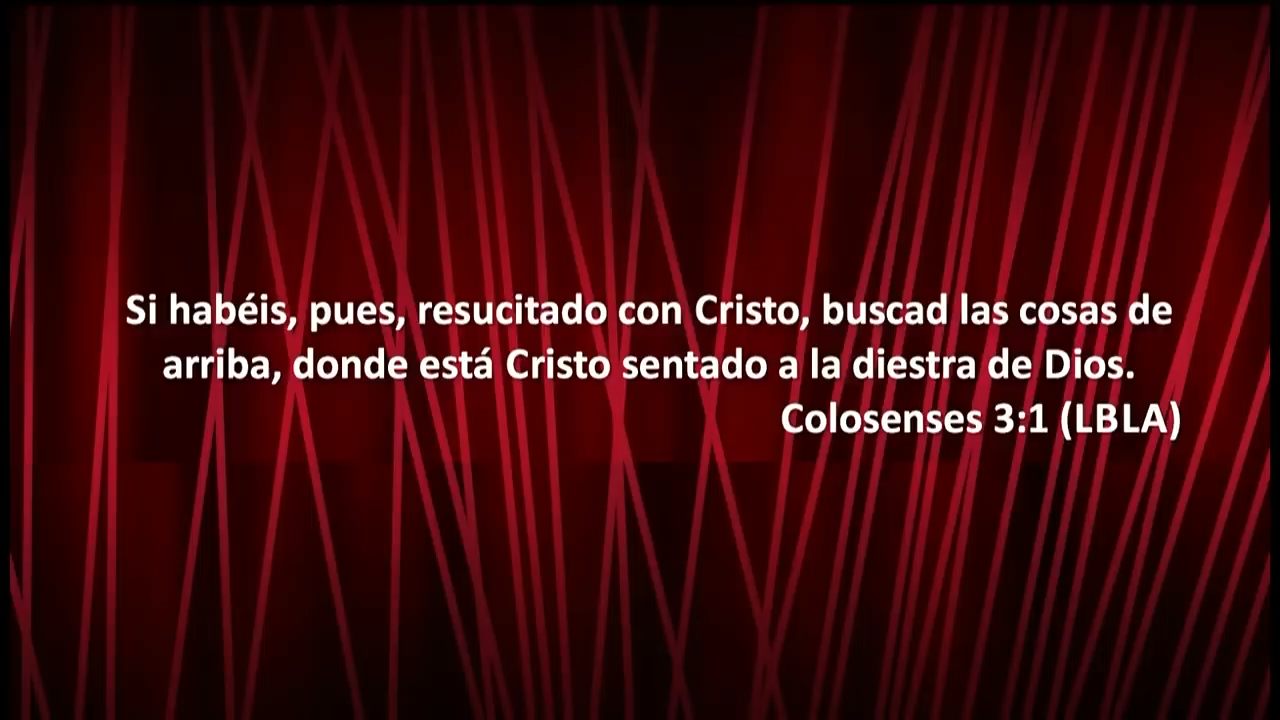 Si habéis, pues, resucitado con Cristo, buscad las cosas de
arriba, donde está Cristo sentado a la diestra de Dios.
Colosenses 3:1 (LBLA)